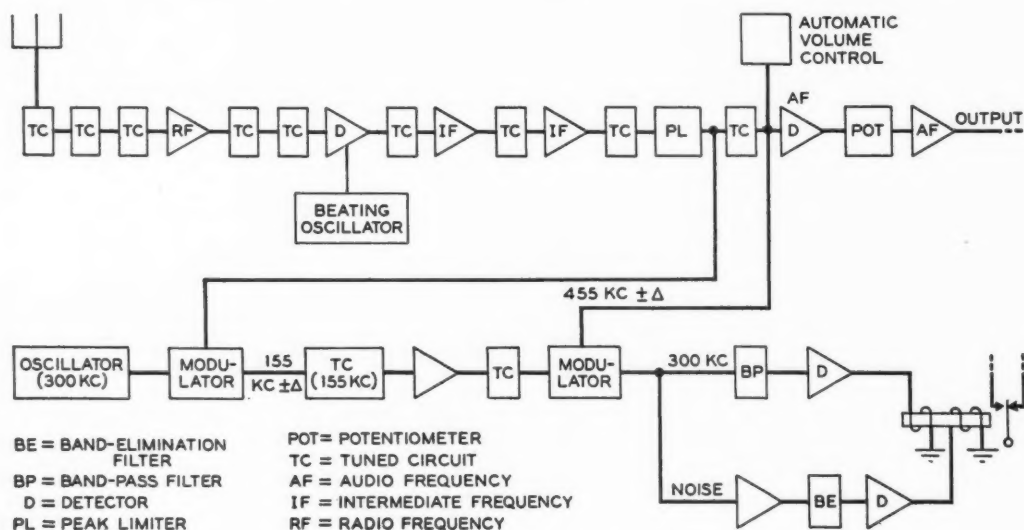 AUTOMATIC
VOLUME
CONTROL
TC
TC
TC
RF
TC
TC
D
TC
IF
TC
IF
TC
PL
TC
AF
D
POT
AF
OUTPUT
BEATING
OSCILLATOR
455 KC ± Δ
OSCILLATOR
(300 KC)
MODU-
LATOR
155
KC ± Δ
TC
(155 KC)
TC
MODU-
LATOR
300 KC
BP
D
NOISE
BE
D
BE = BAND-ELIMINATION
FILTER
BP = BAND-PASS FILTER
D = DETECTOR
PL = PEAK LIMITER
POT = POTENTIOMETER
TC = TUNED CIRCUIT
AF = AUDIO FREQUENCY
IF = INTERMEDIATE FREQUENCY
RF = RADIO FREQUENCY